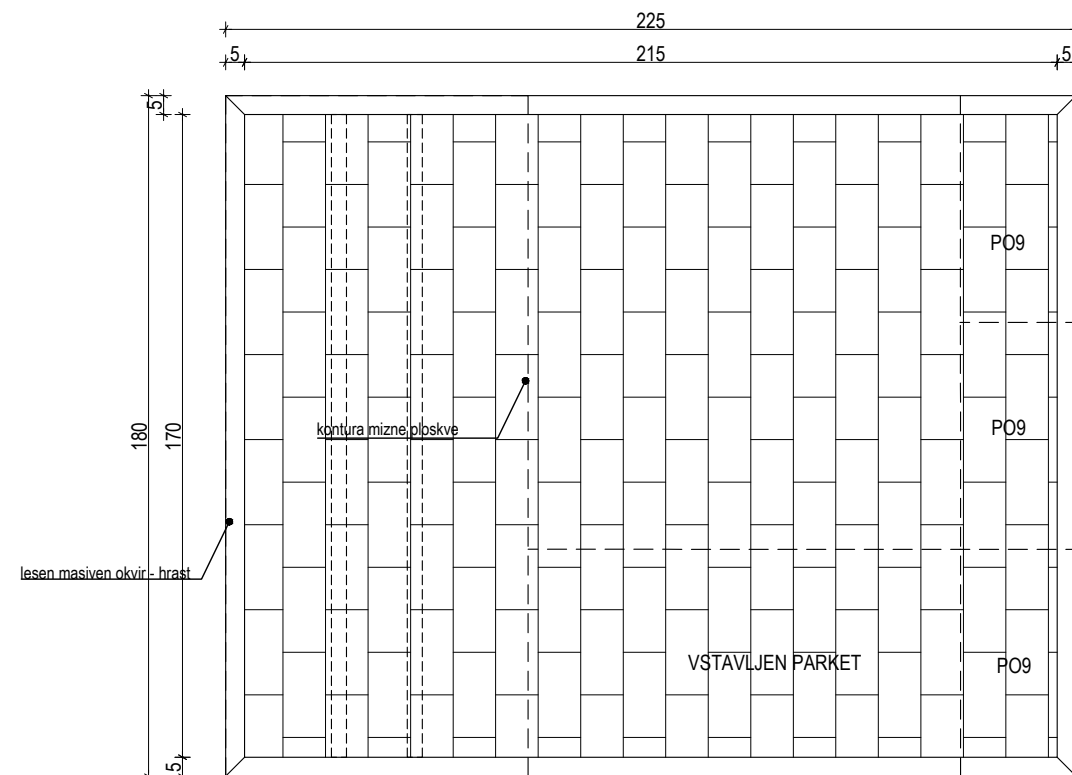 225
5
215
5
5
PO9
180
170
kontura mizne ploskve
PO9
lesen masiven okvir - hrast
VSTAVLJEN PARKET
PO9
5